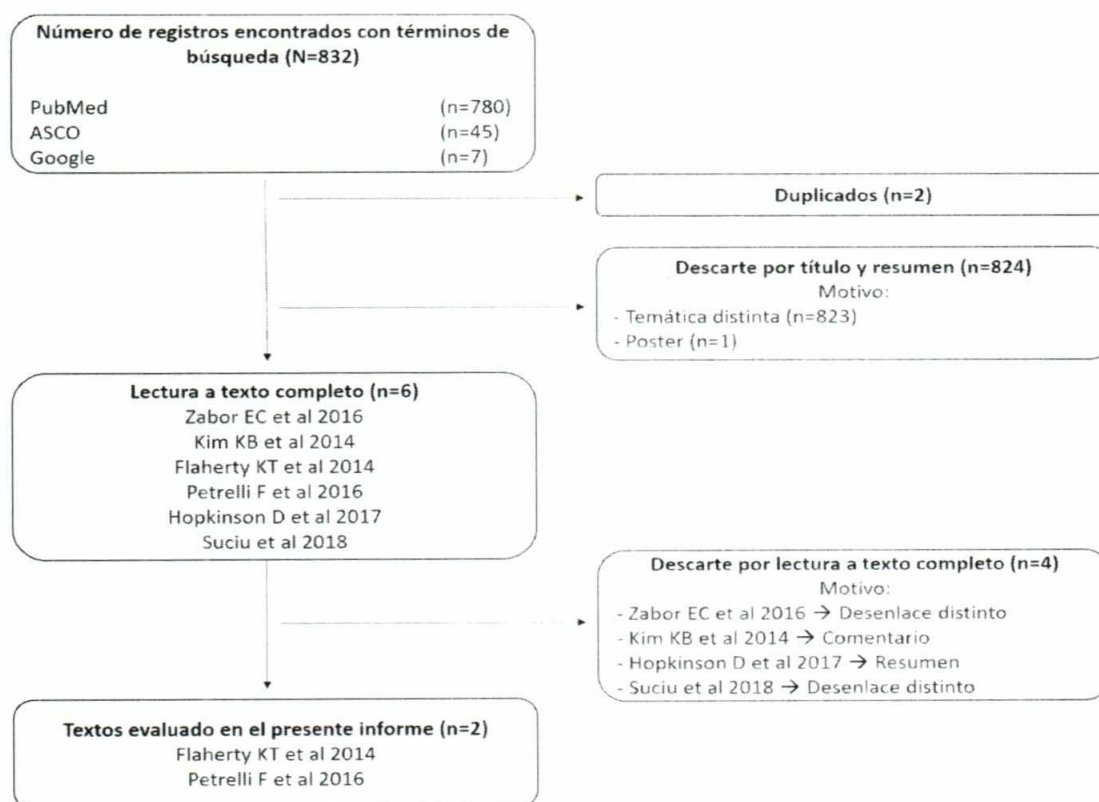 Número de registros encontrados con términos de
búsqueda (N=832)
PubMed (n=780)
ASCO (n=45)
Google (n=7)
Duplicados (n=2)
Descarte por título y resumen (n=824)
Motivo:
- Temática distinta (n=823)
- Poster (n=1)
Lectura a texto completo (n=6)
Zabor EC et al 2016
Kim KB et al 2014
Flaherty KT et al 2014
Petrelli F et al 2016
Hopkinson D et al 2017
Suciu et al 2018
Descarte por lectura a texto completo (n=4)
Motivo:
- Zabor EC et al 2016 → Desenlace distinto
- Kim KB et al 2014 → Comentario
- Hopkinson D et al 2017 → Resumen
- Suciu et al 2018 → Desenlace distinto
Textos evaluado en el presente informe (n=2)
Flaherty KT et al 2014
Petrelli F et al 2016